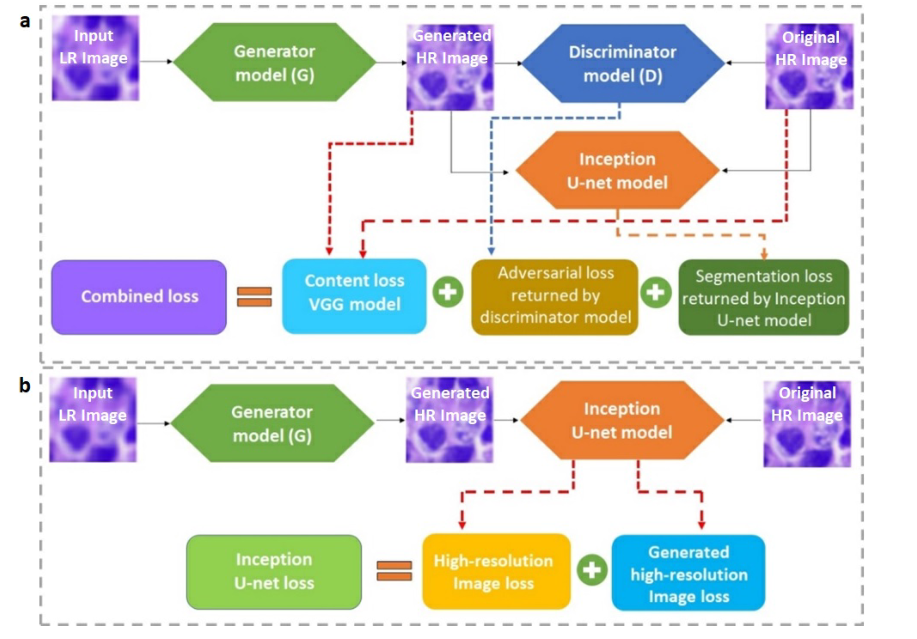 a
Input
LR Image
Generator
model (G)
Generated
HR Image
Discriminator
model (D)
Original
HR Image
Inception
U-net model
Combined loss
=
Content loss
VGG model
+
Adversarial loss
returned by
discriminator model
+
Segmentation loss
returned by Inception
U-net model
b
Input
LR Image
Generator
model (G)
Generated
HR Image
Inception
U-net model
Original
HR Image
Inception
U-net loss
=
High-resolution
Image loss
+
Generated
high-resolution
Image loss